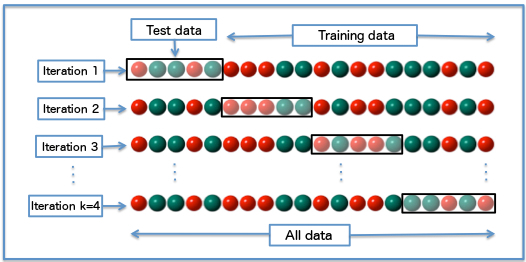 Test data
Training data
Iteration 1
Iteration 2
Iteration 3
Iteration k=4
All data